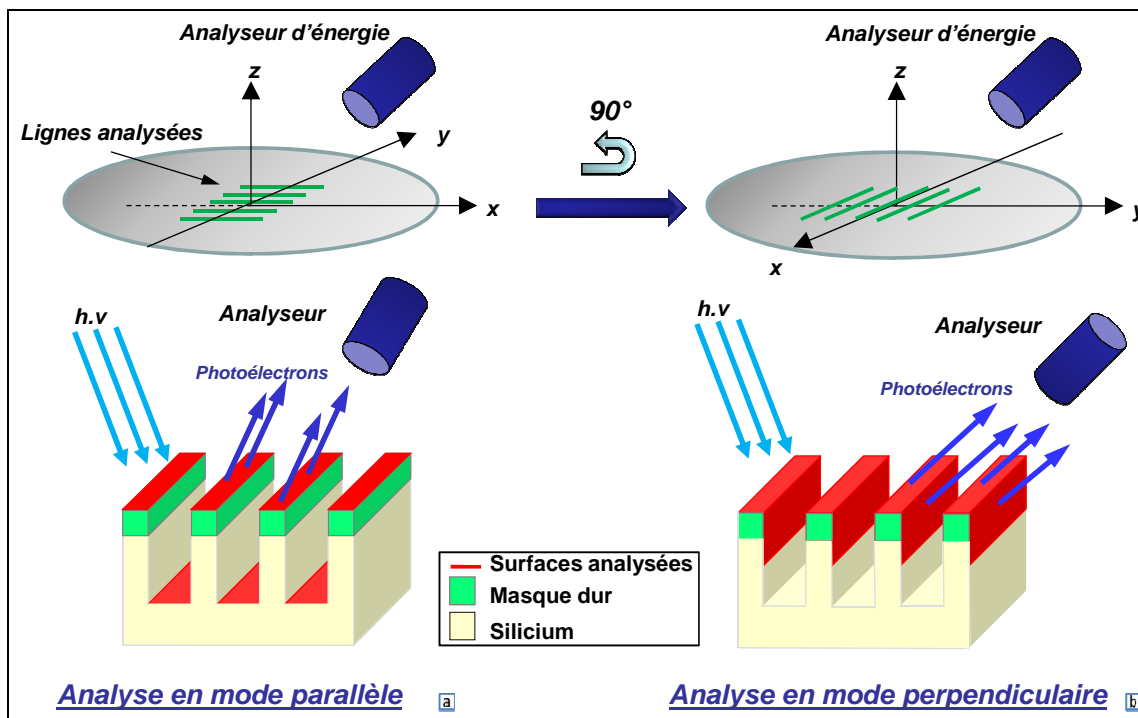 Analyseur d'énergie
z
Lignes analysées
y
x
90°
Analyseur d'énergie
z
y
x
h.ν
Analyseur
Photoélectrons
h.ν
Analyseur
Photoélectrons
Surfaces analysées
Masque dur
Silicium
Analyse en mode parallèle a
Analyse en mode perpendiculaire b